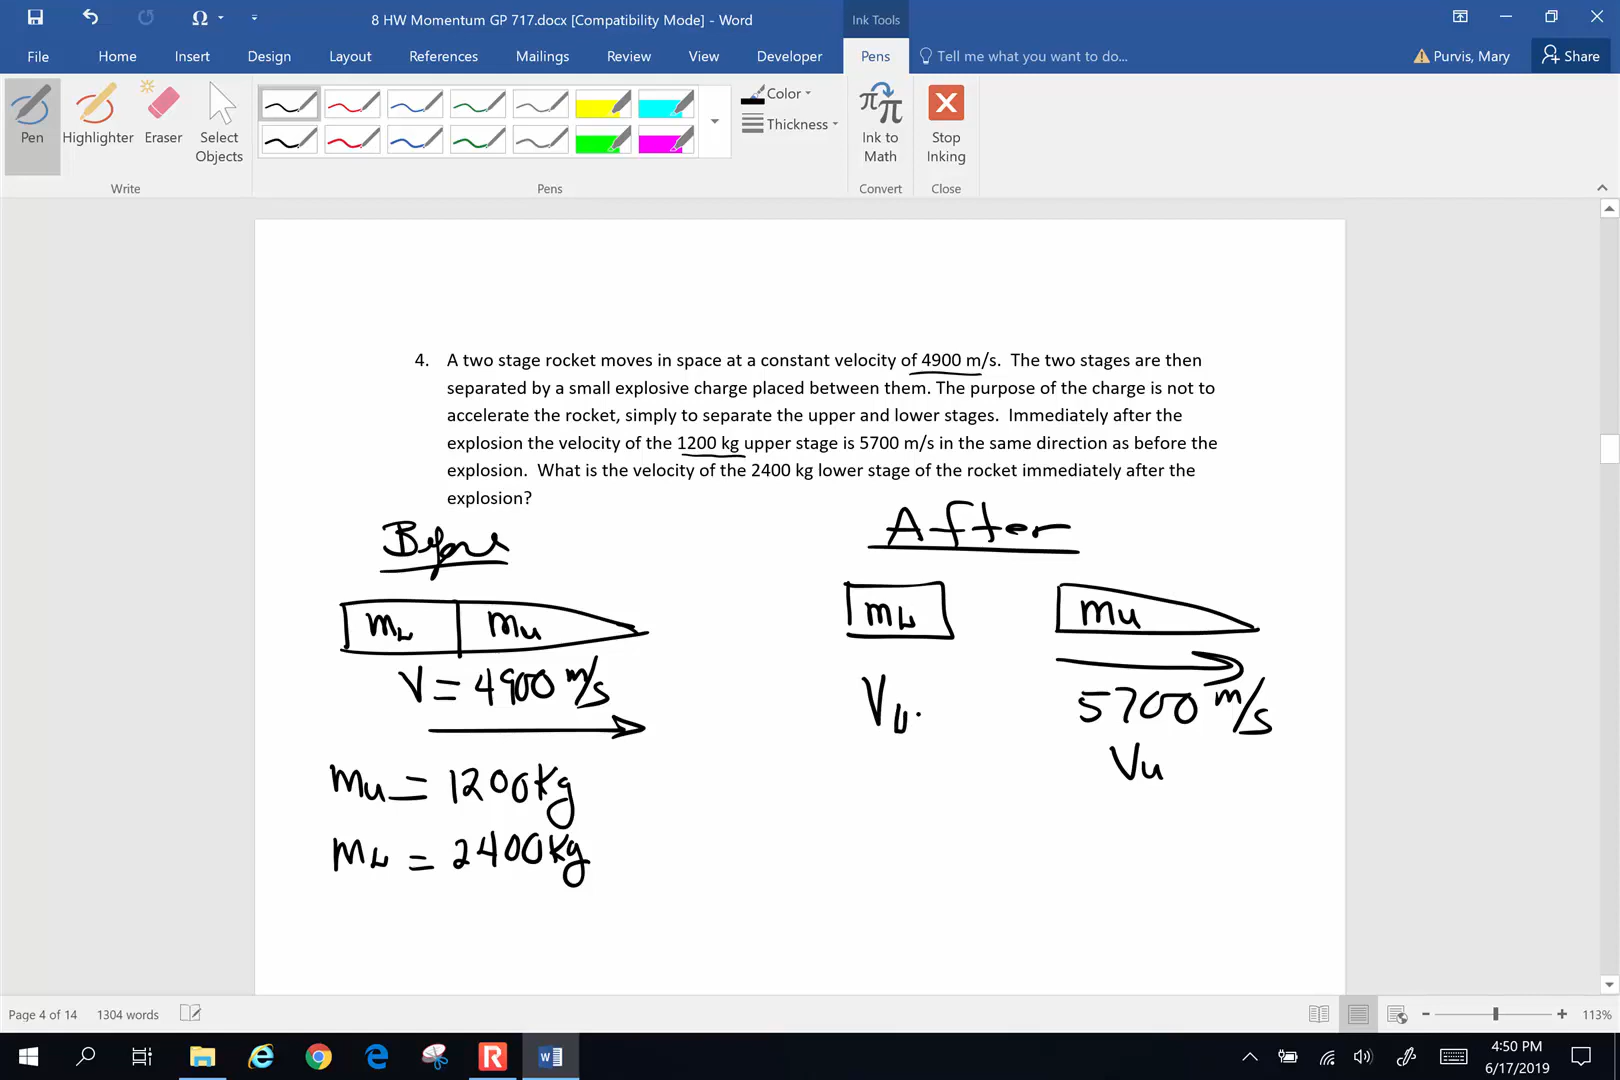 8 HW Momentum GP 717.docx [Compatibility Mode] - Word
Ink Tools
File Home Insert Design Layout References Mailings Review View Developer Pens Tell me what you want to do... Purvis, Mary Share
Pen Highlighter Eraser Select Objects
Color
Thickness
Ink to Math
Stop Inking
Write Pens Convert Close
4. A two stage rocket moves in space at a constant velocity of 4900 m/s. The two stages are then
separated by a small explosive charge placed between them. The purpose of the charge is not to
accelerate the rocket, simply to separate the upper and lower stages. Immediately after the
explosion the velocity of the 1200 kg upper stage is 5700 m/s in the same direction as before the
explosion. What is the velocity of the 2400 kg lower stage of the rocket immediately after the
explosion?
Before
After
mL mu
mL mu
V = 4900 m/s
VL
5700 m/s
Vu
mu = 1200kg
mL = 2400kg
Page 4 of 14 1304 words 113%
4:50 PM
6/17/2019